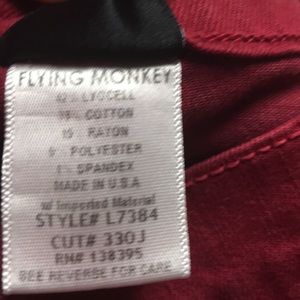 FLYING MONKEY
LYOCELL
COTTON
RAYON
POLYESTER
SPANDEX
MADE IN U.S.A
w/ Imported Material
STYLE# L7384
CUT# 330J
RN# 138395
SEE REVERSE FOR CARE